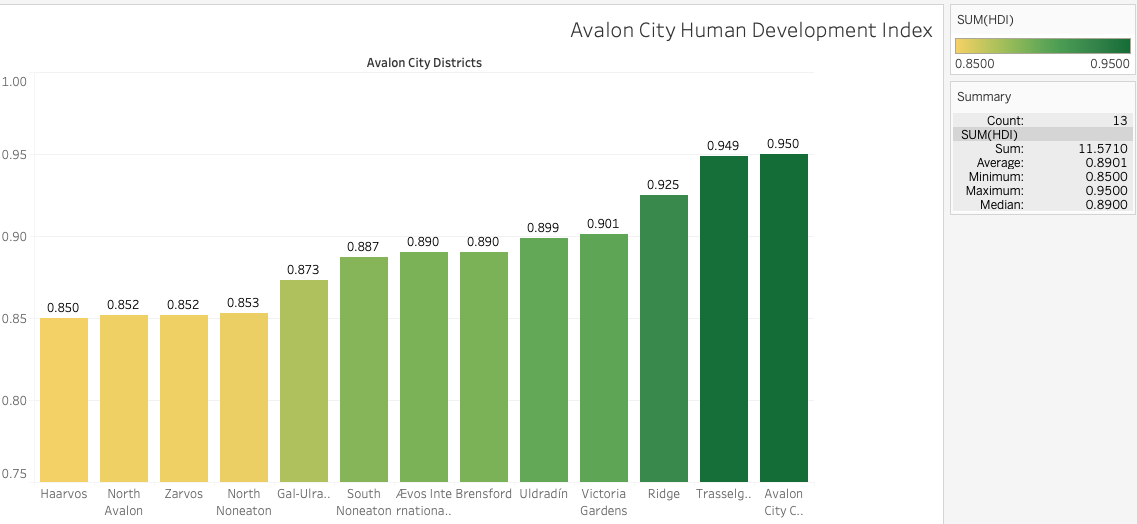 Avalon City Human Development Index
Avalon City Districts
1.00
0.95
0.90
0.85
0.80
0.75
0.850
0.852
0.852
0.853
0.873
0.887
0.890
0.890
0.899
0.901
0.925
0.949
0.950
Haarvos
North
Avalon
Zarvos
North
Noneaton
Gal-Ulra..
South
Noneaton
Ævos Inte
rnationa..
Brensford
Uldradín
Victoria
Gardens
Ridge
Trasselg..
Avalon
City C..
SUM(HDI)
0.8500 0.9500
Summary
Count: 13
SUM(HDI)
Sum: 11.5710
Average: 0.8901
Minimum: 0.8500
Maximum: 0.9500
Median: 0.8900